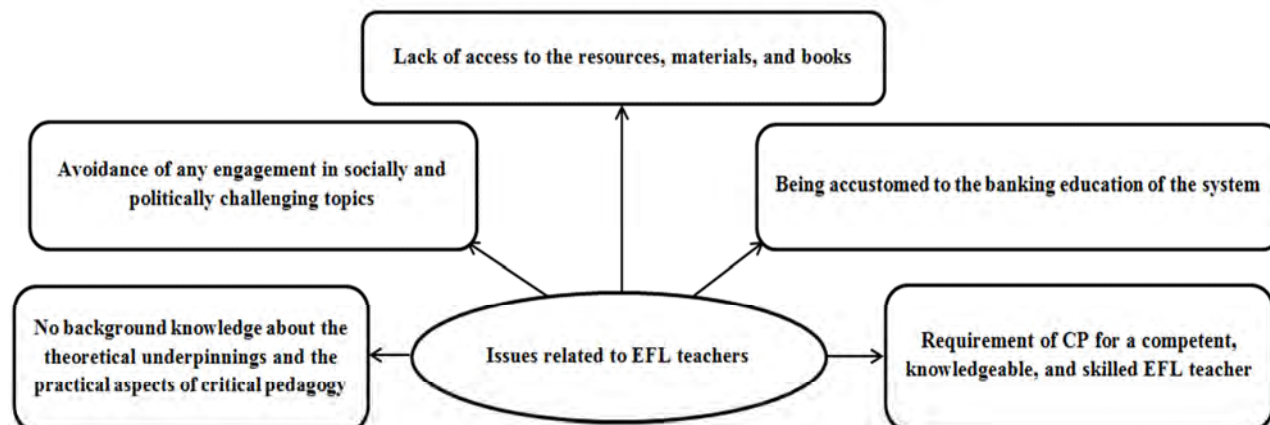 Lack of access to the resources, materials, and books
Avoidance of any engagement in socially and
politically challenging topics
Being accustomed to the banking education of the system
No background knowledge about the
theoretical underpinnings and the
practical aspects of critical pedagogy
Issues related to EFL teachers
Requirement of CP for a competent,
knowledgeable, and skilled EFL teacher